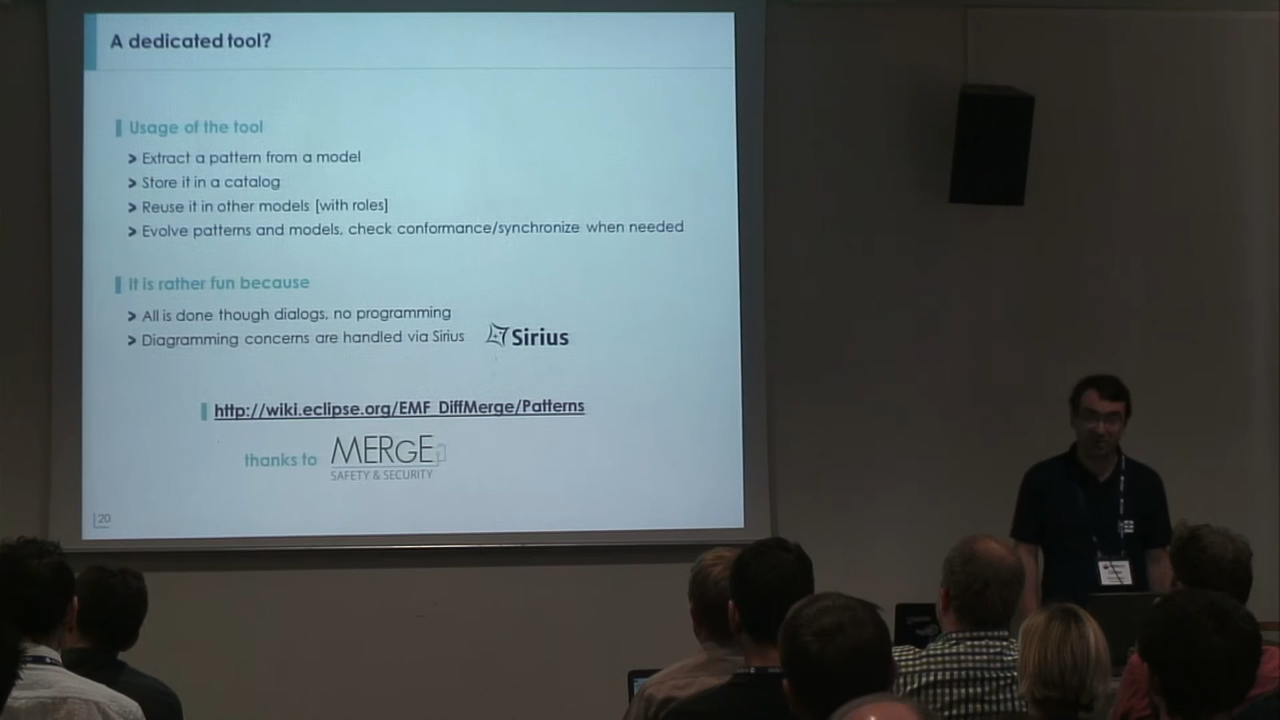 A dedicated tool?
Usage of the tool
> Extract a pattern from a model
> Store it in a catalog
> Reuse it in other models [with roles]
> Evolve patterns and models, check conformance/synchronize when needed
It is rather fun because
> All is done though dialogs, no programming
> Diagramming concerns are handled via Sirius
Sirius
http://wiki.eclipse.org/EMF_DiffMerge/Patterns
thanks to
MERGE
SAFETY & SECURITY
20